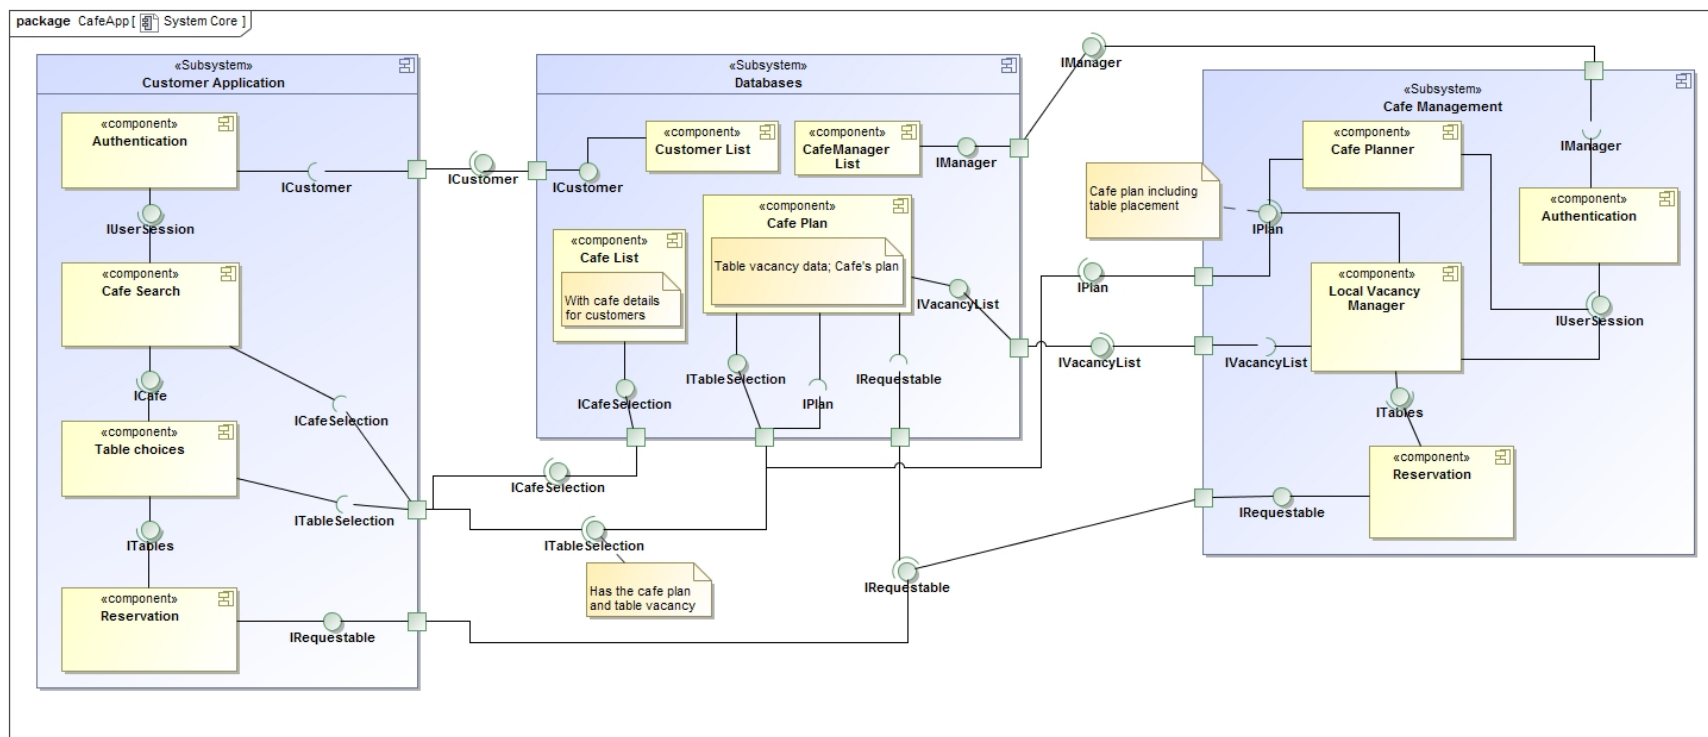 package CafeApp [ System Core ]
«Subsystem»
Customer Application
«component»
Authentication
ICustomer
IUserSession
«component»
Cafe Search
ICafe
ICafeSelection
«component»
Table choices
ITableSelection
ITables
«component»
Reservation
IRequestable
ICustomer
«Subsystem»
Databases
«component»
Customer List
ICustomer
«component»
CafeManager
List
IManager
«component»
Cafe Plan
Table vacancy data; Cafe's plan
«component»
Cafe List
With cafe details
for customers
IVacancyList
ITableSelection
IPlan
IRequestable
ICafeSelection
ICafeSelection
ITableSelection
Has the cafe plan
and table vacancy
IRequestable
IManager
IPlan
IVacancyList
«Subsystem»
Cafe Management
«component»
Cafe Planner
IManager
Cafe plan including
table placement
IPlan
«component»
Authentication
«component»
Local Vacancy
Manager
IUserSession
IVacancyList
ITables
«component»
Reservation
IRequestable